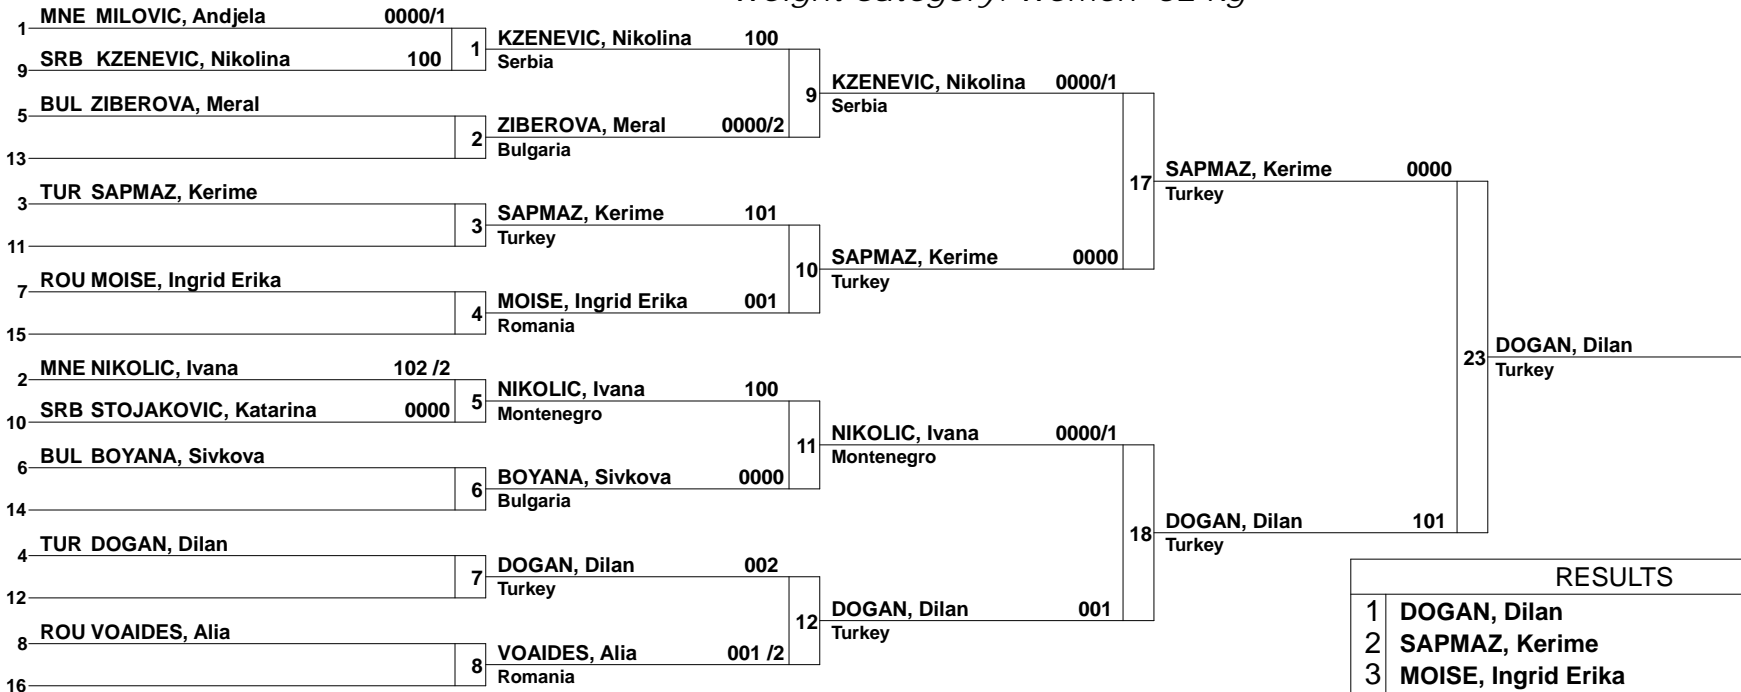 1 MNE MILOVIC, Andjela 0000/1
9 SRB KZENEVIC, Nikolina 100
1 KZENEVIC, Nikolina 100
Serbia
5 BUL ZIBEROVA, Meral
13
2 ZIBEROVA, Meral 0000/2
Bulgaria
9 KZENEVIC, Nikolina 0000/1
Serbia
3 TUR SAPMAZ, Kerime
11
3 SAPMAZ, Kerime 101
Turkey
7 ROU MOISE, Ingrid Erika
15
4 MOISE, Ingrid Erika 001
Romania
10 SAPMAZ, Kerime 0000
Turkey
17 SAPMAZ, Kerime 0000
Turkey
2 MNE NIKOLIC, Ivana 102 /2
10 SRB STOJAKOVIC, Katarina 0000
5 NIKOLIC, Ivana 100
Montenegro
6 BUL BOYANA, Sivkova
14
6 BOYANA, Sivkova 0000
Bulgaria
11 NIKOLIC, Ivana 0000/1
Montenegro
4 TUR DOGAN, Dilan
12
7 DOGAN, Dilan 002
Turkey
8 ROU VOAIDES, Alia
16
8 VOAIDES, Alia 001 /2
Romania
12 DOGAN, Dilan 001
Turkey
18 DOGAN, Dilan 101
Turkey
23 DOGAN, Dilan
Turkey
RESULTS
1 DOGAN, Dilan
2 SAPMAZ, Kerime
3 MOISE, Ingrid Erika